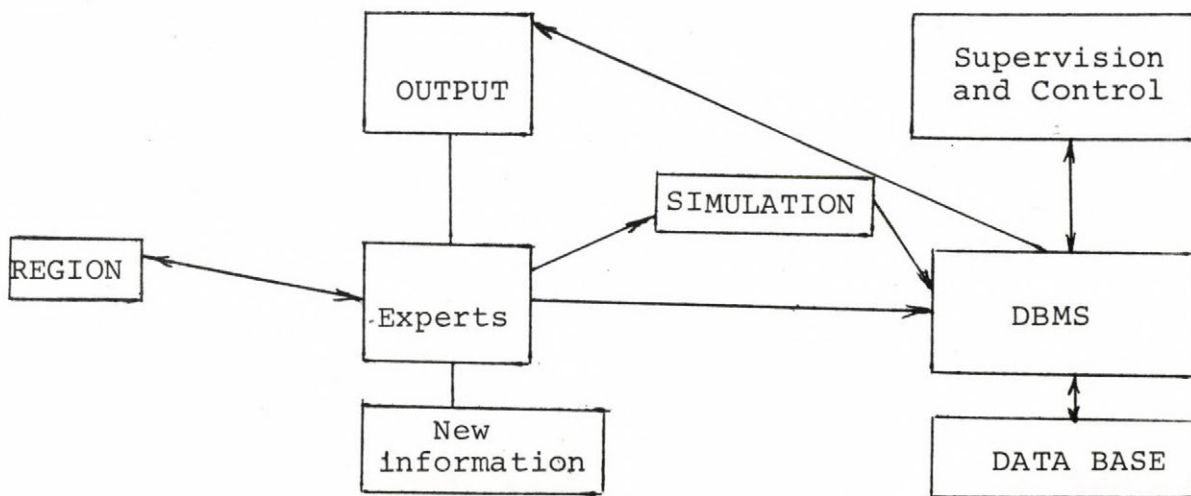 OUTPUT
Supervision
and Control
SIMULATION
REGION
Experts
DBMS
New
information
DATA BASE